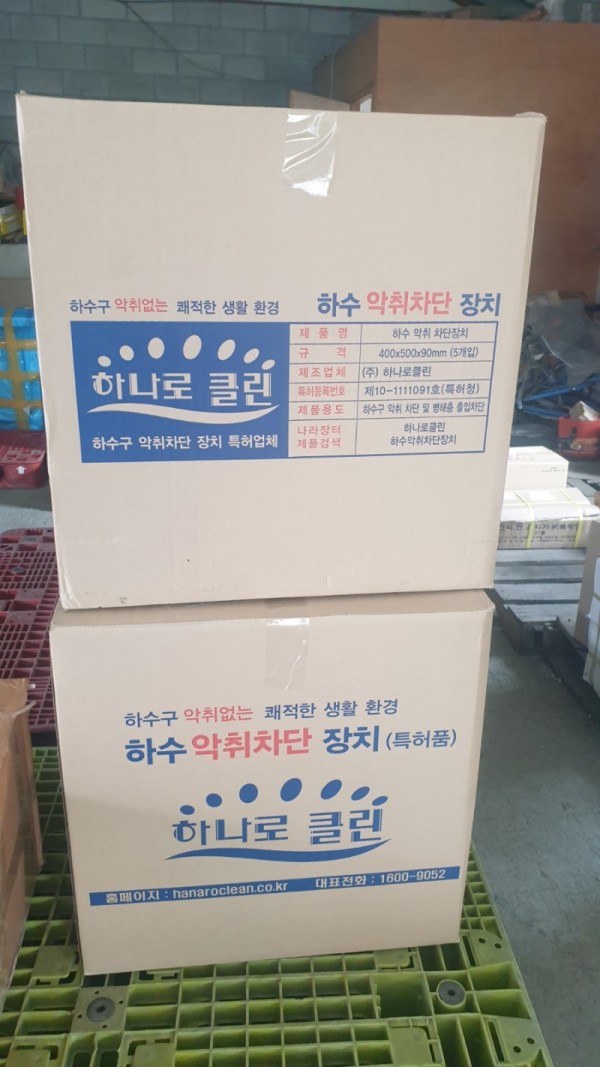 하수구 악취없는 쾌적한 생활 환경
하수 악취차단 장치
하나로 클린
하수구 악취차단 장치 특허업체
제 품 명 하수 악취 차단장치
규 격 400x500x90mm (5개입)
제조업체 (주) 하나로클린
특허등록번호 제10-1111091호(특허청)
제품용도 하수구 악취 차단 및 병해충 출입차단
나라장터 제품검색 하나로클린 하수악취차단장치
하수구 악취없는 쾌적한 생활 환경
하수 악취차단 장치 (특허품)
하나로 클린
홈페이지 : hanaroclean.co.kr 대표전화 : 1600-9052